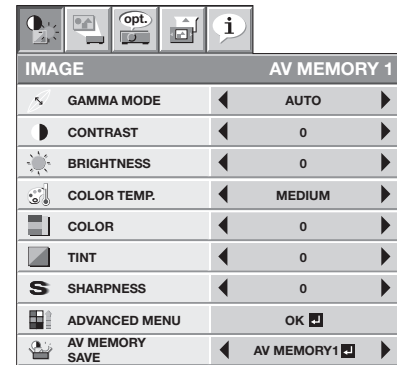 opt.
i
IMAGE AV MEMORY 1
GAMMA MODE AUTO
CONTRAST 0
BRIGHTNESS 0
COLOR TEMP. MEDIUM
COLOR 0
TINT 0
S SHARPNESS 0
ADVANCED MENU OK
AV MEMORY
SAVE AV MEMORY1